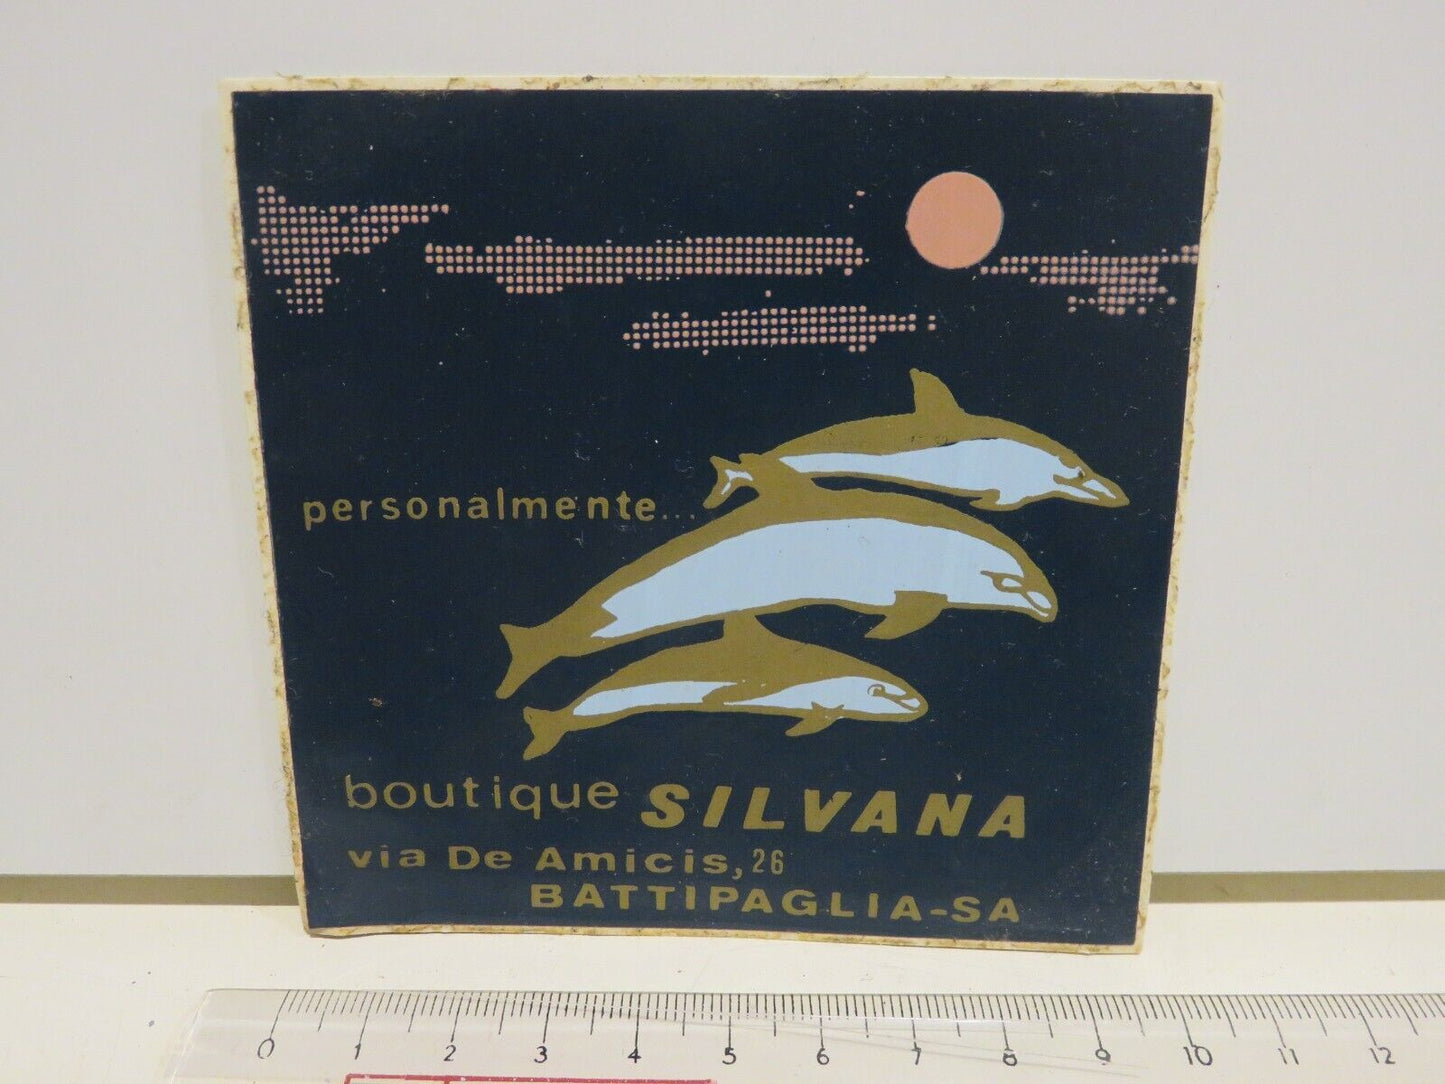 personalmente...
boutique SILVANA
via De Amicis, 26
BATTIPAGLIA-SA
0 1 2 3 4 5 6 7 8 9 10 11 12